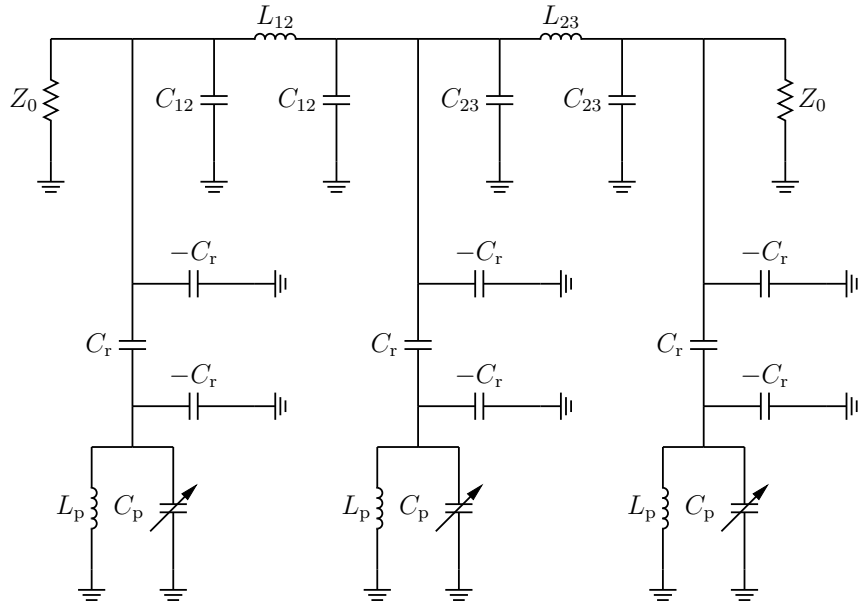 L₁₂ L₂₃
Z₀ C₁₂ C₁₂ C₂₃ C₂₃ Z₀
−Cᵣ −Cᵣ −Cᵣ
Cᵣ Cᵣ Cᵣ
−Cᵣ −Cᵣ −Cᵣ
Lₚ Cₚ Lₚ Cₚ Lₚ Cₚ